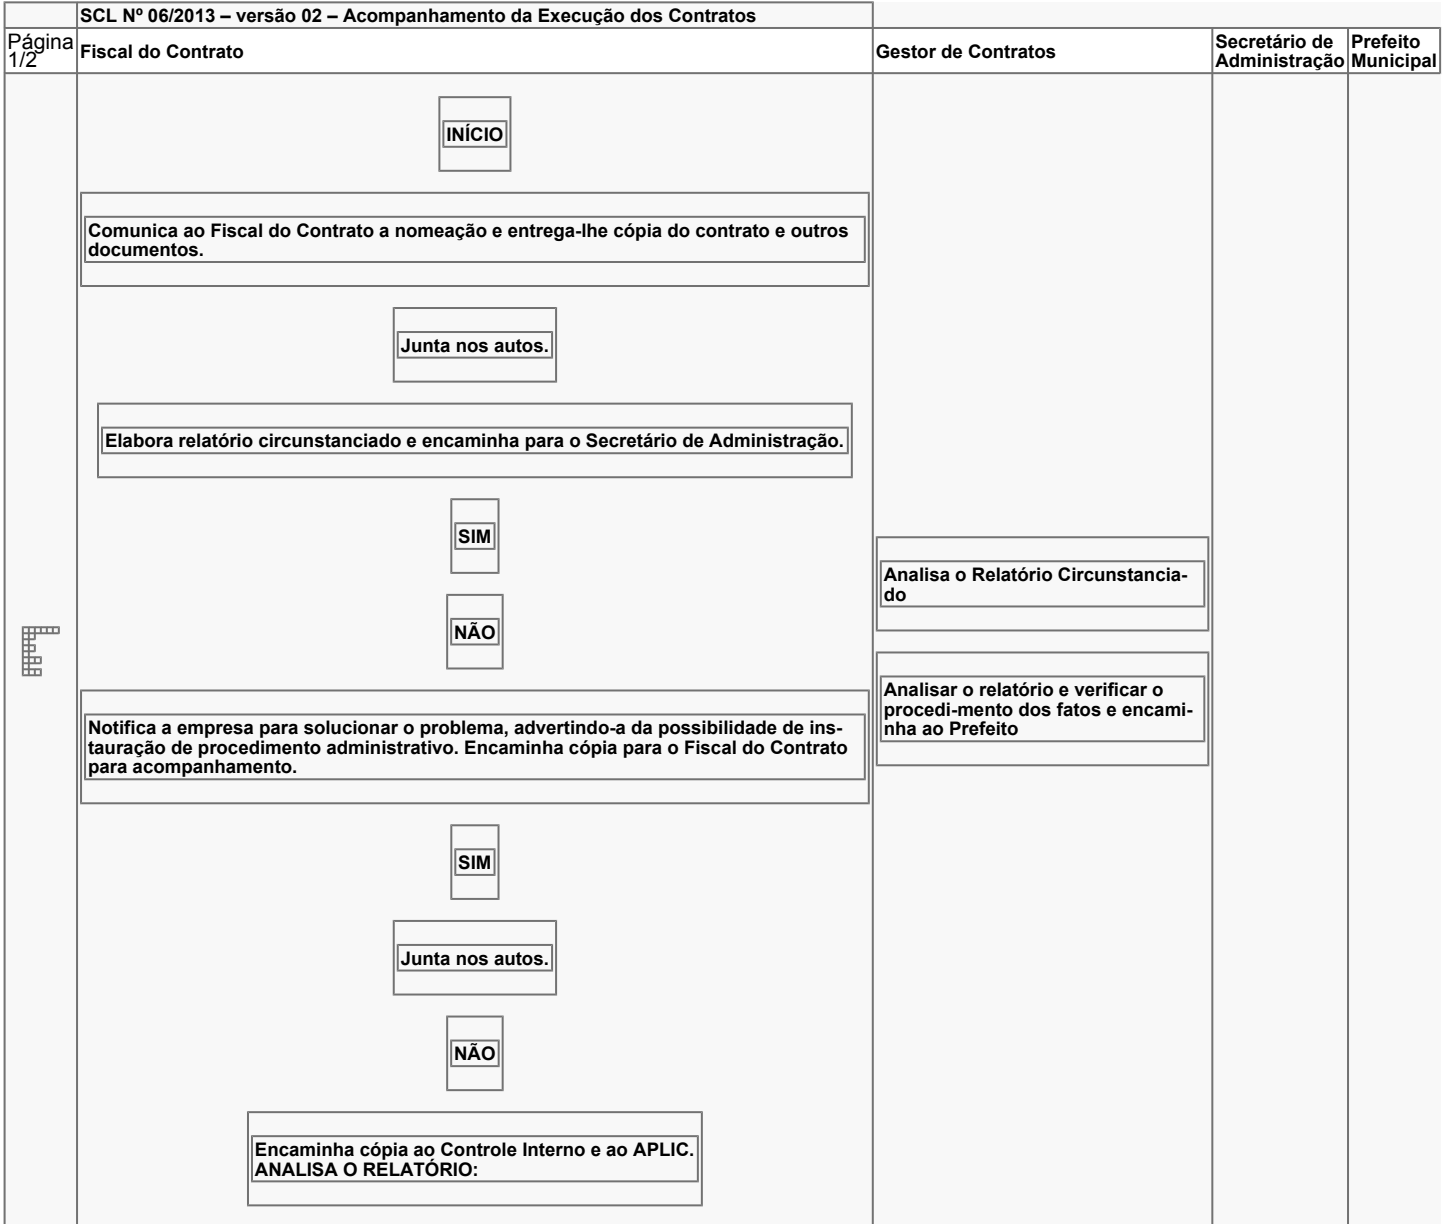 SCL Nº 06/2013 – versão 02 – Acompanhamento da Execução dos Contratos
Página
1/2
Fiscal do Contrato
Gestor de Contratos
Secretário de
Administração
Prefeito
Municipal
INÍCIO
Comunica ao Fiscal do Contrato a nomeação e entrega-lhe cópia do contrato e outros
documentos.
Junta nos autos.
Elabora relatório circunstanciado e encaminha para o Secretário de Administração.
SIM
NÃO
Notifica a empresa para solucionar o problema, advertindo-a da possibilidade de ins-
tauração de procedimento administrativo. Encaminha cópia para o Fiscal do Contrato
para acompanhamento.
SIM
Junta nos autos.
NÃO
Encaminha cópia ao Controle Interno e ao APLIC.
ANALISA O RELATÓRIO:
Analisa o Relatório Circunstancia-
do
Analisar o relatório e verificar o
procedi-mento dos fatos e encami-
nha ao Prefeito